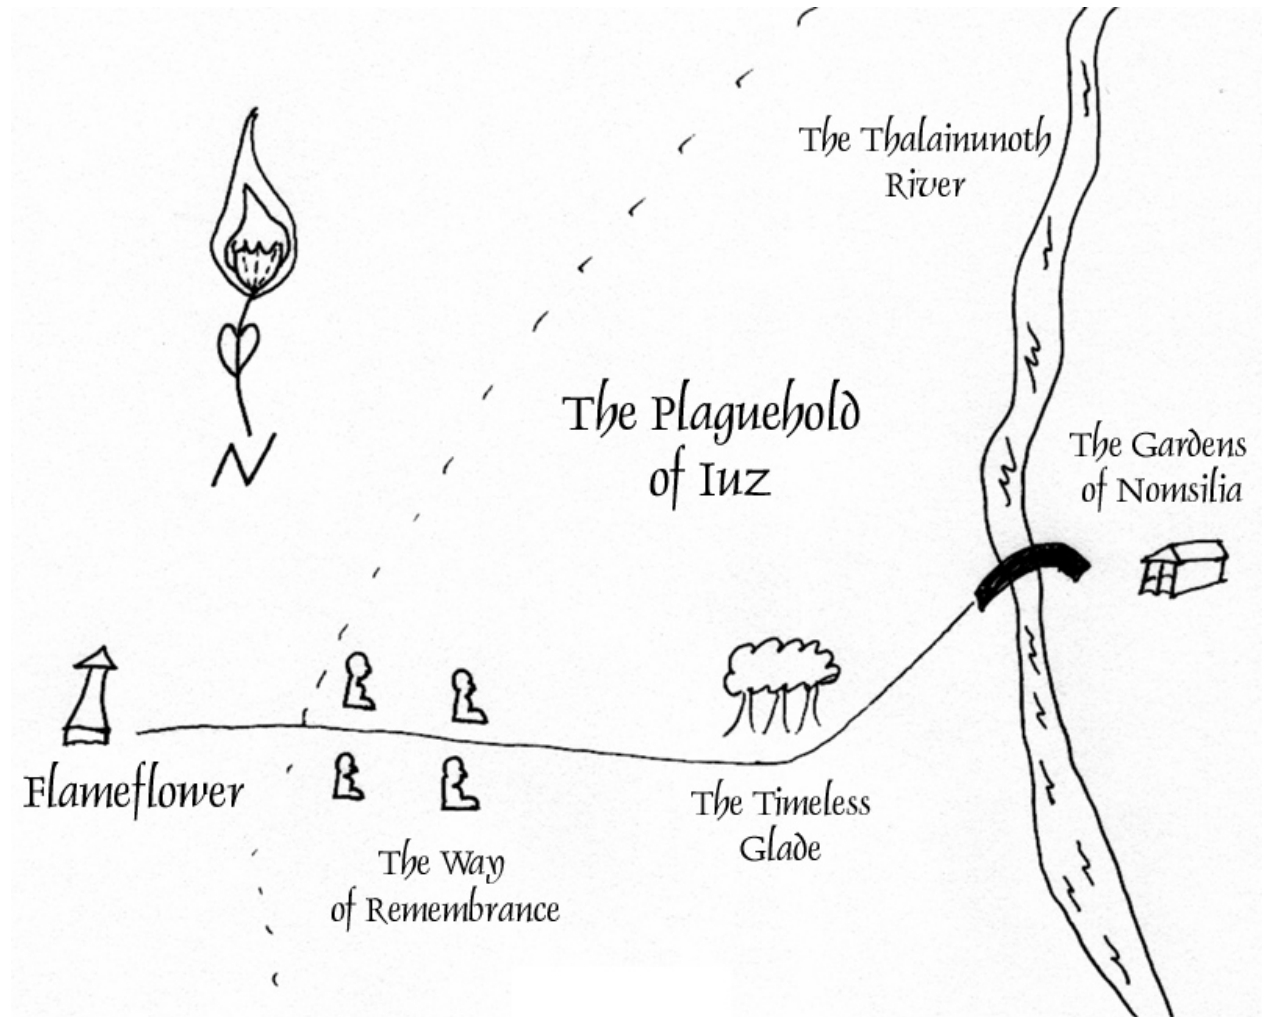 The Thalainunoth
River
The Plaguehold
of Iuz
The Gardens
of Nomsilia
N
Flameflower
The Timeless
Glade
The Way
of Remembrance